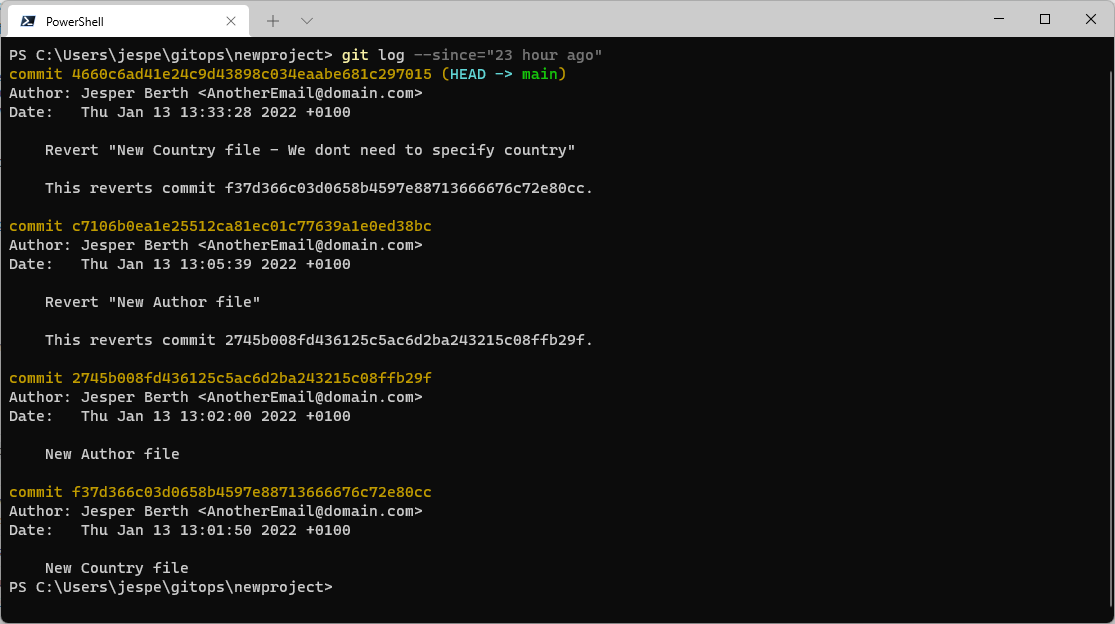 PowerShell
PS C:\Users\jespe\gitops\newproject> git log --since="23 hour ago"
commit 4660c6ad41e24c9d43898c034eaabe681c297015 (HEAD -> main)
Author: Jesper Berth <AnotherEmail@domain.com>
Date:   Thu Jan 13 13:33:28 2022 +0100
    Revert "New Country file - We dont need to specify country"
    This reverts commit f37d366c03d0658b4597e88713666676c72e80cc.
commit c7106b0ea1e25512ca81ec01c77639a1e0ed38bc
Author: Jesper Berth <AnotherEmail@domain.com>
Date:   Thu Jan 13 13:05:39 2022 +0100
    Revert "New Author file"
    This reverts commit 2745b008fd436125c5ac6d2ba243215c08ffb29f.
commit 2745b008fd436125c5ac6d2ba243215c08ffb29f
Author: Jesper Berth <AnotherEmail@domain.com>
Date:   Thu Jan 13 13:02:00 2022 +0100
    New Author file
commit f37d366c03d0658b4597e88713666676c72e80cc
Author: Jesper Berth <AnotherEmail@domain.com>
Date:   Thu Jan 13 13:01:50 2022 +0100
    New Country file
PS C:\Users\jespe\gitops\newproject>